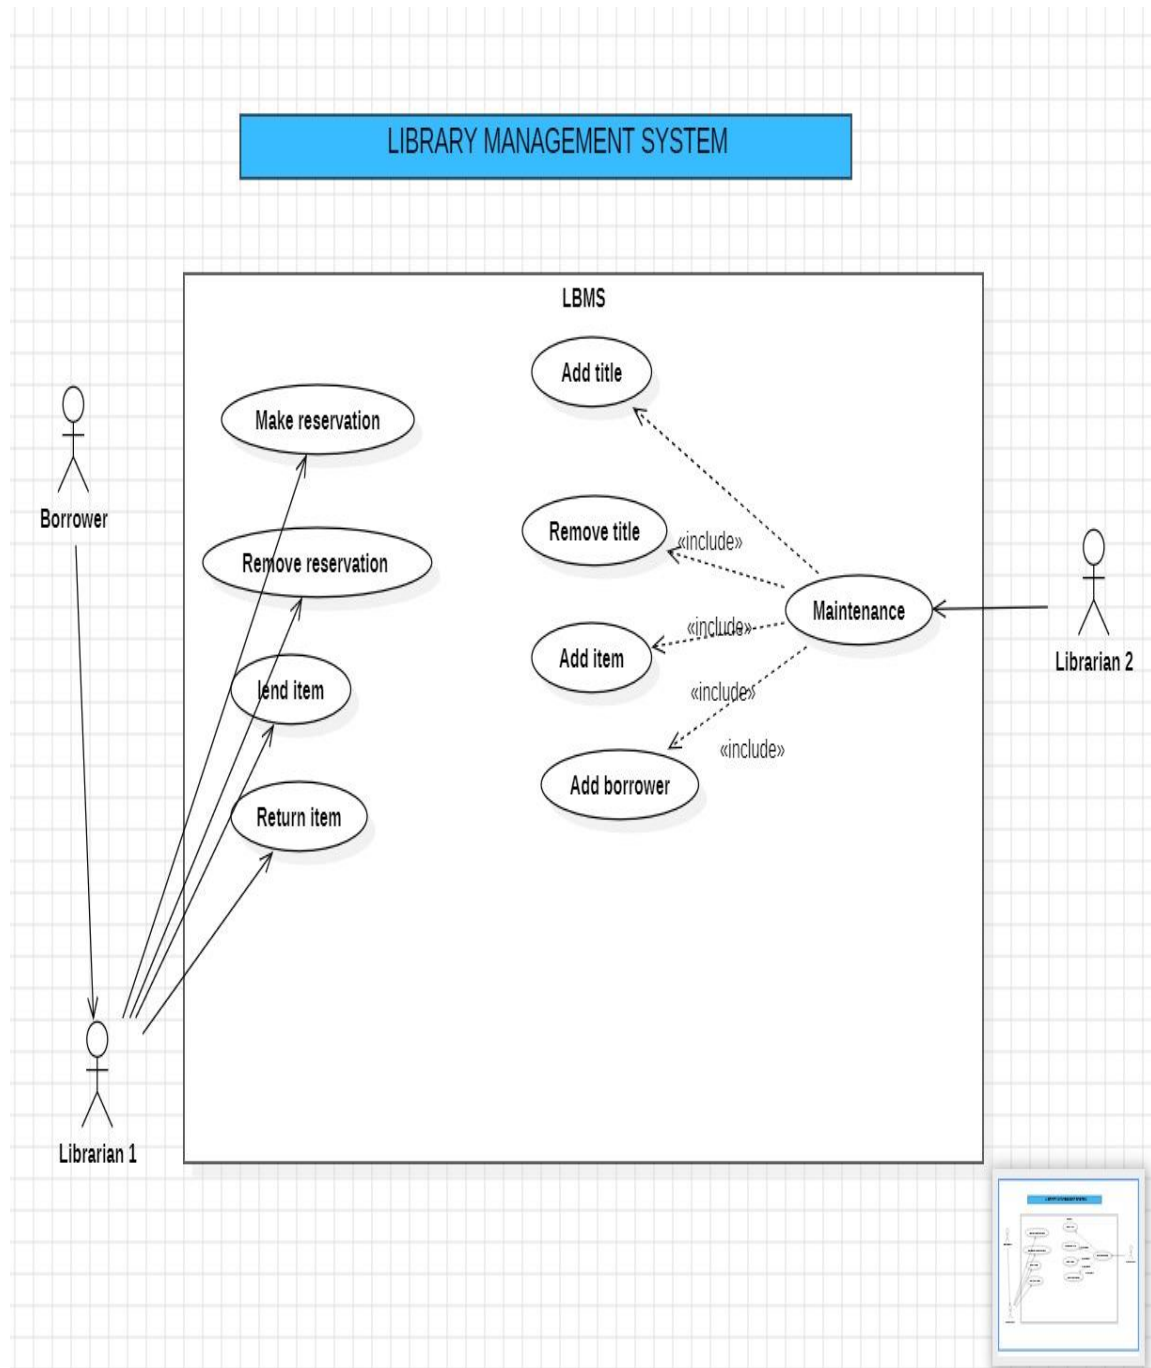 LIBRARY MANAGEMENT SYSTEM
LBMS
Add title
Make reservation
Borrower
Remove title
«include»
Remove reservation
Maintenance
«include»
Add item
Librarian 2
lend item
«include»
«include»
Add borrower
Return item
Librarian 1